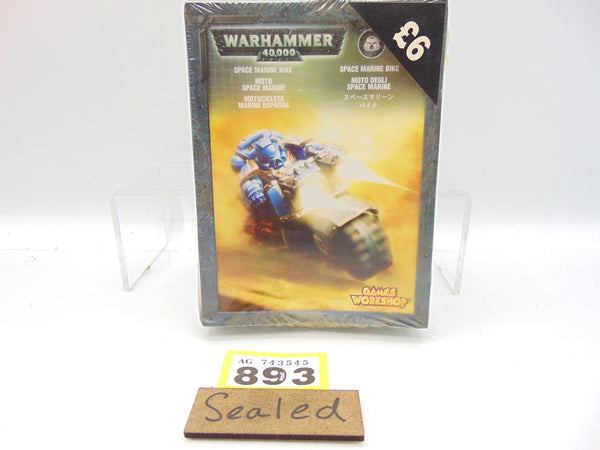 £6
WARHAMMER
40,000
SPACE MARINE BIKE
MOTO
SPACE MARINE
MOTOCICLETA
MARINE ESPACIAL
SPACE MARINE BIKE
MOTO DEGLI
SPACE MARINE
スペースマリーン
バイク
GAMES
WORKSHOP
AG 743545
893
Sealed